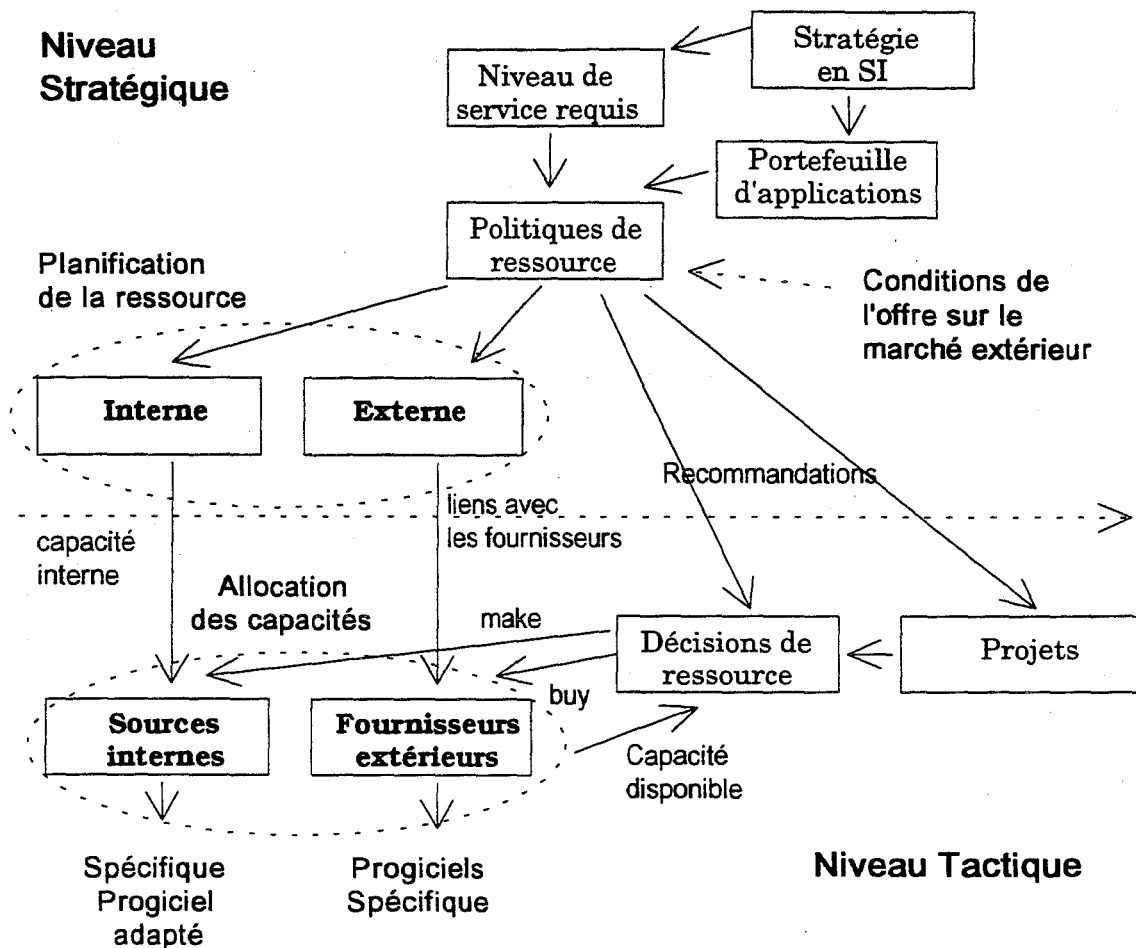 Niveau
Stratégique
Stratégie
en SI
Niveau de
service requis
Portefeuille
d'applications
Politiques de
ressource
Planification
de la ressource
Conditions de
l'offre sur le
marché extérieur
Interne
Externe
Recommandations
liens avec
les fournisseurs
capacité
interne
Allocation
des capacités
make
Décisions de
ressource
Projets
buy
Sources
internes
Fournisseurs
extérieurs
Capacité
disponible
Spécifique
Progiciel
adapté
Progiciels
Spécifique
Niveau Tactique